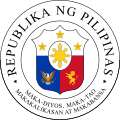 REPUBLIKA NG PILIPINAS
MAKA-DIYOS, MAKA-TAO
MAKAKALIKASAN AT MAKABANSA